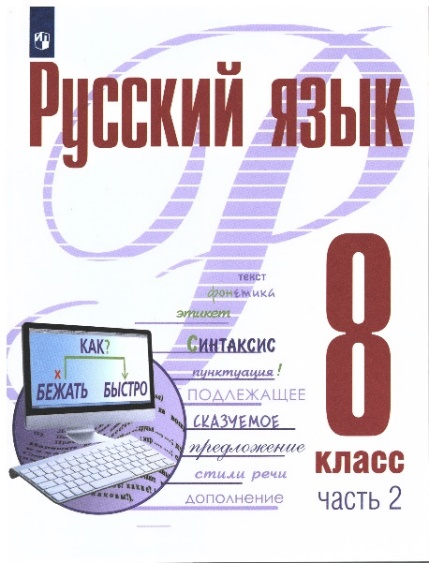 Русский язык
8
класс
часть 2
текст
фонетика
этикет
Синтаксис
пунктуация!
ПОДЛЕЖАЩЕЕ
СКАЗУЕМОЕ
предложение
стили речи
дополнение
КАК?
х
БЕЖАТЬ БЫСТРО